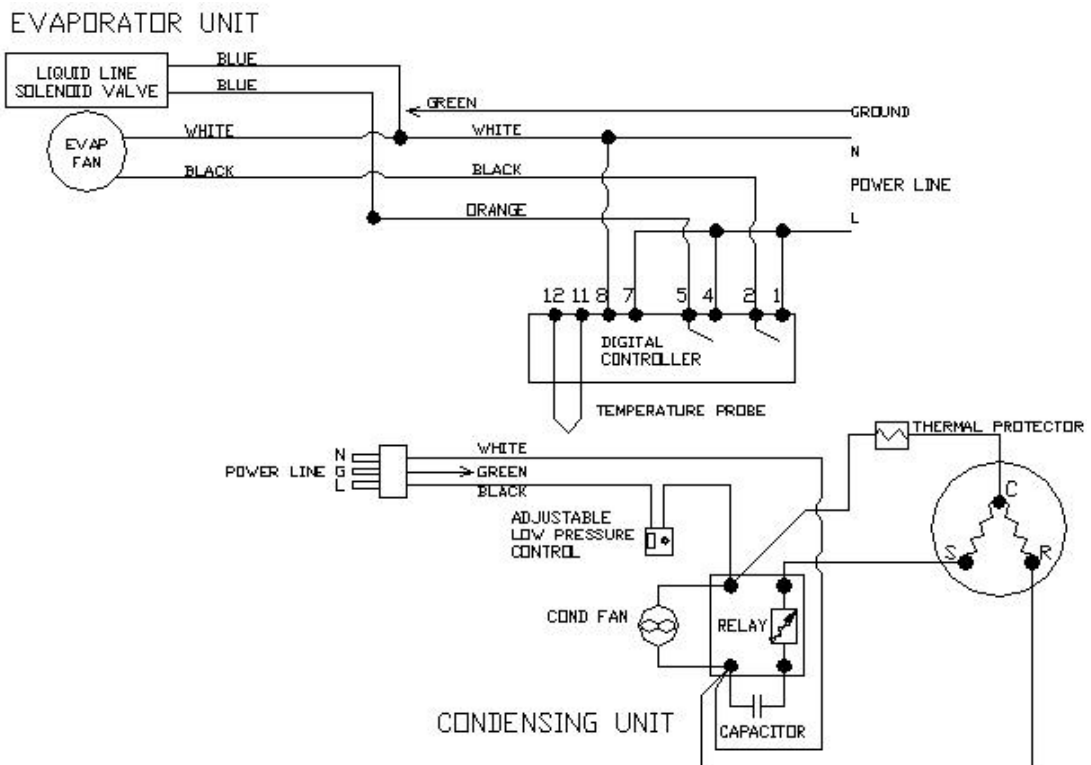 EVAPORATOR UNIT
BLUE
LIQUID LINE
SOLENOID VALVE
BLUE
GREEN
GROUND
WHITE
WHITE
N
EVAP
FAN
BLACK
BLACK
POWER LINE
ORANGE
L
12 11 8 7 5 4 2 1
DIGITAL
CONTROLLER
TEMPERATURE PROBE
THERMAL PROTECTOR
WHITE
N
POWER LINE G
GREEN
L
BLACK
C
ADJUSTABLE
LOW PRESSURE
CONTROL
S
R
COND FAN
RELAY
CONDENSING UNIT
CAPACITOR